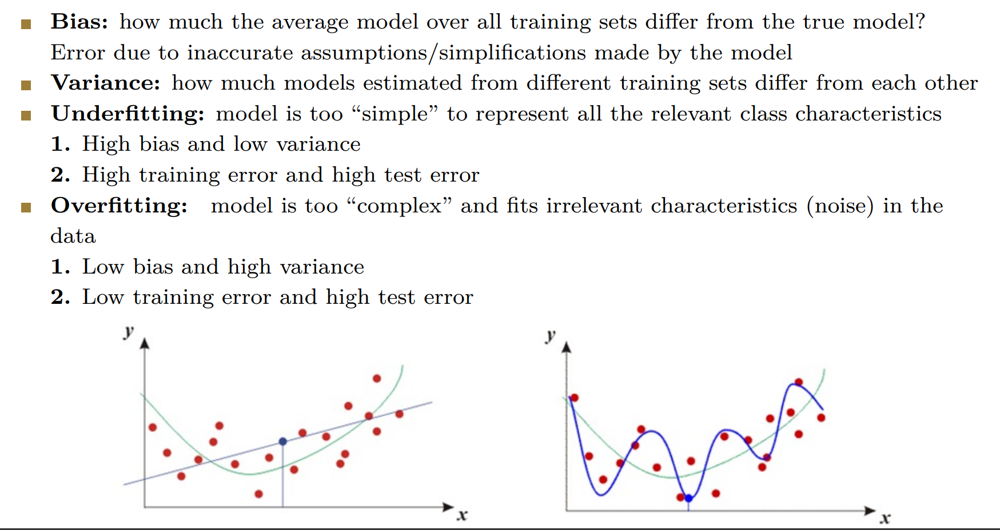 Bias: how much the average model over all training sets differ from the true model?
Error due to inaccurate assumptions/simplifications made by the model
Variance: how much models estimated from different training sets differ from each other
Underfitting: model is too “simple” to represent all the relevant class characteristics
1. High bias and low variance
2. High training error and high test error
Overfitting: model is too “complex” and fits irrelevant characteristics (noise) in the
data
1. Low bias and high variance
2. Low training error and high test error
y
x
y
x